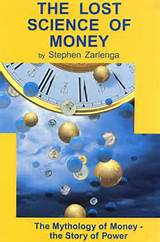 THE LOST
SCIENCE OF
MONEY
by Stephen Zarlenga
The Mythology of Money -
the Story of Power